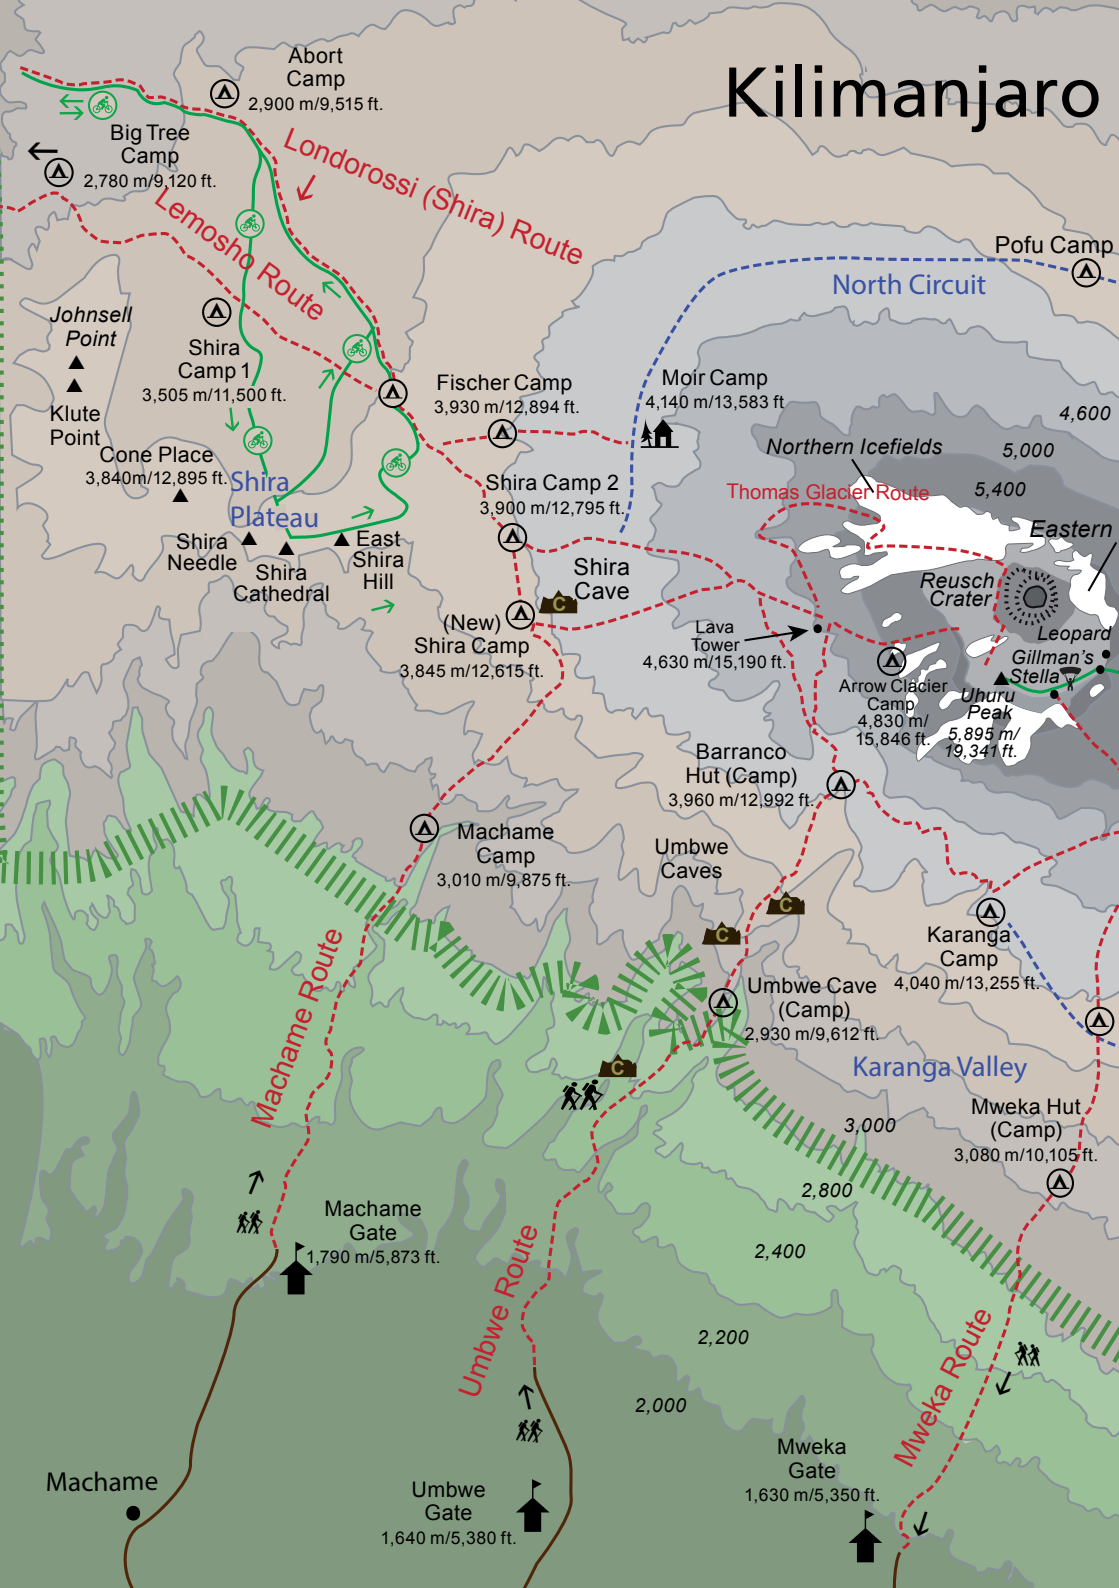 Kilimanjaro
Abort
Camp
2,900 m/9,515 ft.
Big Tree
Camp
2,780 m/9,120 ft.
Londorossi (Shira) Route
Lemosho Route
Pofu Camp
North Circuit
Johnsell
Point
Klute
Point
Shira
Camp 1
3,505 m/11,500 ft.
Fischer Camp
3,930 m/12,894 ft.
Moir Camp
4,140 m/13,583 ft
4,600
5,000
5,400
Northern Icefields
Thomas Glacier Route
Eastern
Cone Place
3,840m/12,895 ft.
Shira
Plateau
Shira Camp 2
3,900 m/12,795 ft.
Shira
Needle
Shira
Cathedral
East
Shira
Hill
Shira
Cave
C
(New)
Shira Camp
3,845 m/12,615 ft.
Reusch
Crater
Lava
Tower
4,630 m/15,190 ft.
Leopard
Gillman's
Stella
Uhuru
Peak
5,895 m/
19,341 ft.
Arrow Glacier
Camp
4,830 m/
15,846 ft.
Barranco
Hut (Camp)
3,960 m/12,992 ft.
Machame
Camp
3,010 m/9,875 ft.
Umbwe
Caves
C
C
Karanga
Camp
4,040 m/13,255 ft.
Umbwe Cave
(Camp)
2,930 m/9,612 ft.
C
Karanga Valley
Machame Route
Mweka Hut
(Camp)
3,080 m/10,105 ft.
3,000
2,800
2,400
2,200
2,000
Machame
Gate
1,790 m/5,873 ft.
Umbwe Route
Mweka Route
Machame
Umbwe
Gate
1,640 m/5,380 ft.
Mweka
Gate
1,630 m/5,350 ft.